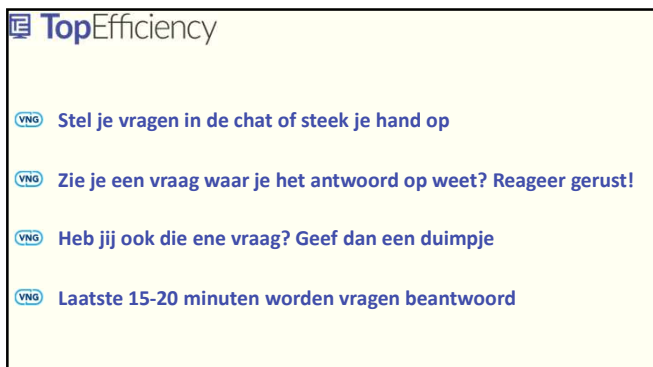 TopEfficiency
VNG Stel je vragen in de chat of steek je hand op
VNG Zie je een vraag waar je het antwoord op weet? Reageer gerust!
VNG Heb jij ook die ene vraag? Geef dan een duimpje
VNG Laatste 15-20 minuten worden vragen beantwoord